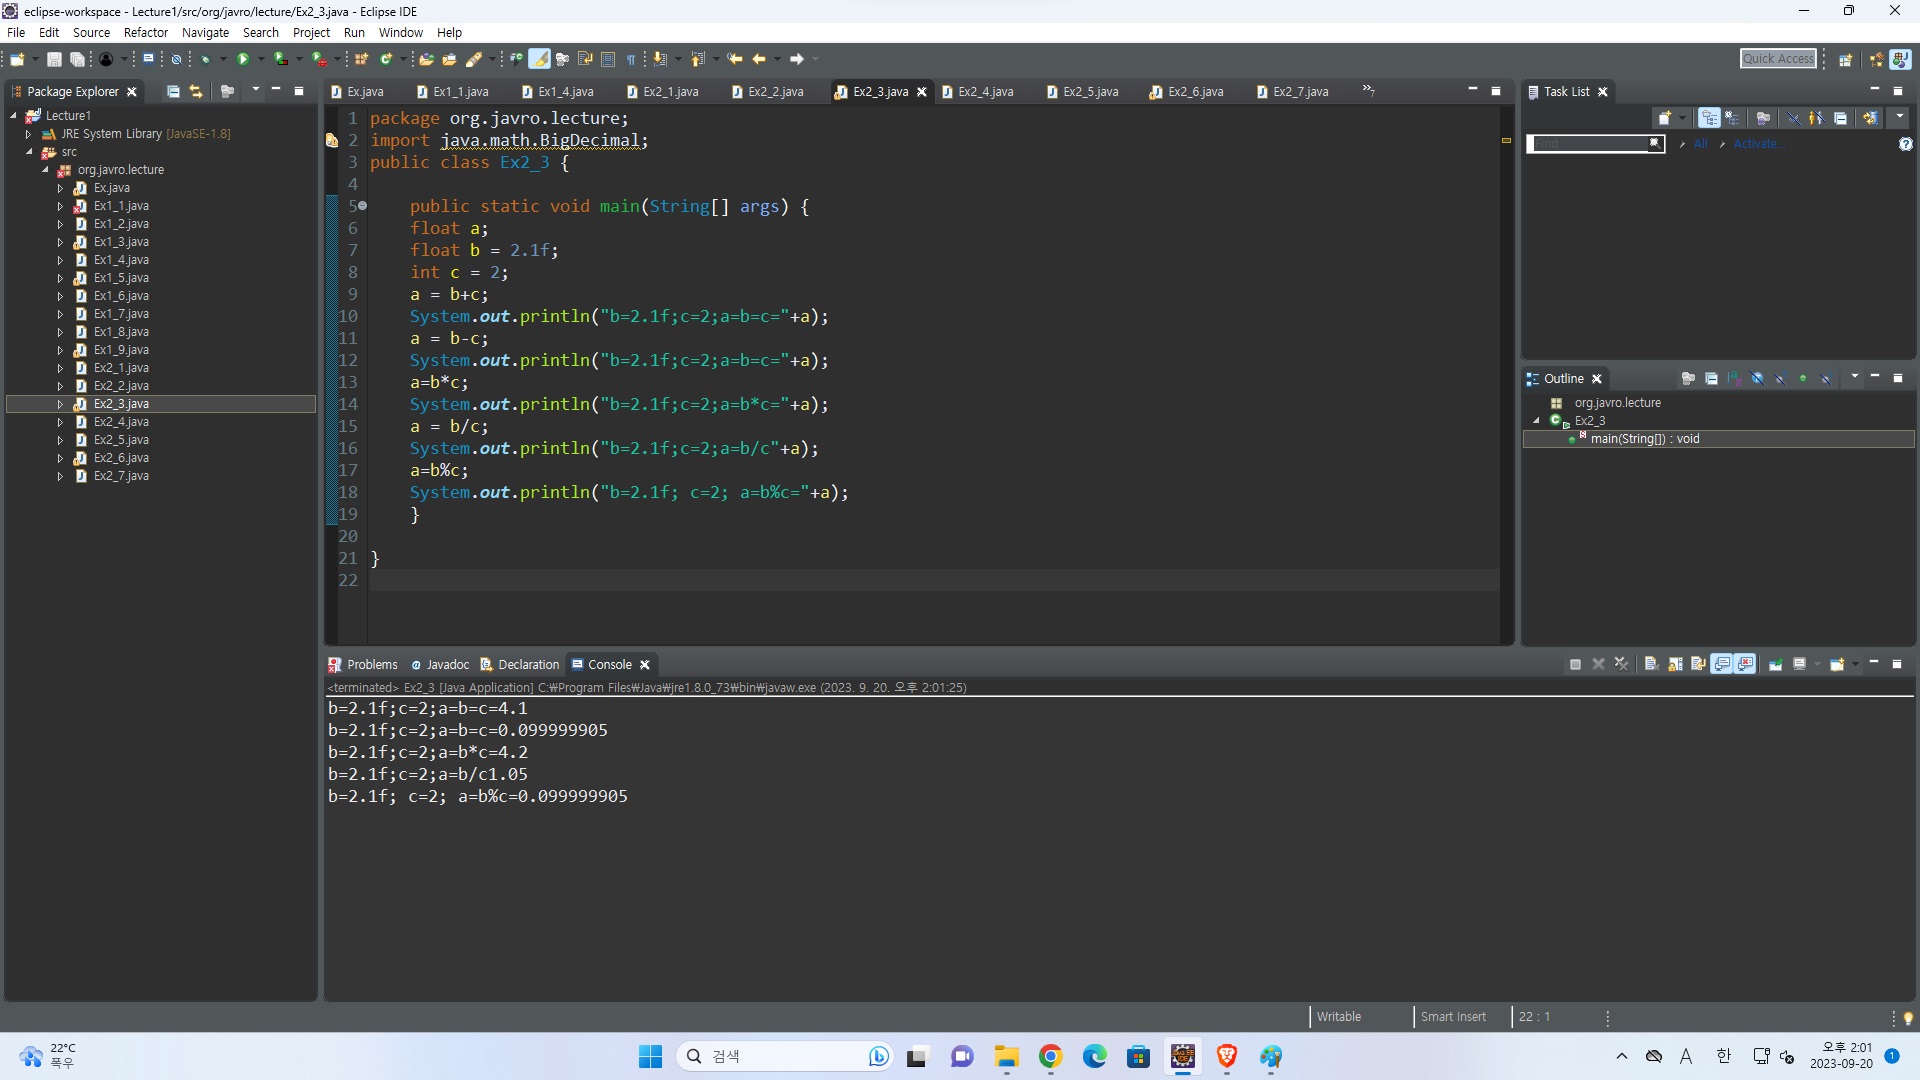 eclipse-workspace - Lecture1/src/org/javro/lecture/Ex2_3.java - Eclipse IDE
File Edit Source Refactor Navigate Search Project Run Window Help
Quick Access
Package Explorer
Lecture1
JRE System Library [JavaSE-1.8]
src
org.javro.lecture
Ex.java
Ex1_1.java
Ex1_2.java
Ex1_3.java
Ex1_4.java
Ex1_5.java
Ex1_6.java
Ex1_7.java
Ex1_8.java
Ex1_9.java
Ex2_1.java
Ex2_2.java
Ex2_3.java
Ex2_4.java
Ex2_5.java
Ex2_6.java
Ex2_7.java
Ex.java Ex1_1.java Ex1_4.java Ex2_1.java Ex2_2.java Ex2_3.java Ex2_4.java Ex2_5.java Ex2_6.java Ex2_7.java »7
1 package org.javro.lecture;
2 import java.math.BigDecimal;
3 public class Ex2_3 {
4
5 public static void main(String[] args) {
6 float a;
7 float b = 2.1f;
8 int c = 2;
9 a = b+c;
10 System.out.println("b=2.1f;c=2;a=b=c="+a);
11 a = b-c;
12 System.out.println("b=2.1f;c=2;a=b=c="+a);
13 a=b*c;
14 System.out.println("b=2.1f;c=2;a=b*c="+a);
15 a = b/c;
16 System.out.println("b=2.1f;c=2;a=b/c"+a);
17 a=b%c;
18 System.out.println("b=2.1f; c=2; a=b%c="+a);
19 }
20
21 }
22
Task List
Find All Activate...
Outline
org.javro.lecture
Ex2_3
main(String[]) : void
Problems Javadoc Declaration Console
<terminated> Ex2_3 [Java Application] C:₩Program Files₩Java₩jre1.8.0_73₩bin₩javaw.exe (2023. 9. 20. 오후 2:01:25)
b=2.1f;c=2;a=b=c=4.1
b=2.1f;c=2;a=b=c=0.099999905
b=2.1f;c=2;a=b*c=4.2
b=2.1f;c=2;a=b/c1.05
b=2.1f; c=2; a=b%c=0.099999905
Writable Smart Insert 22 : 1
22°C
폭우
검색
A 한
오후 2:01
2023-09-20
1